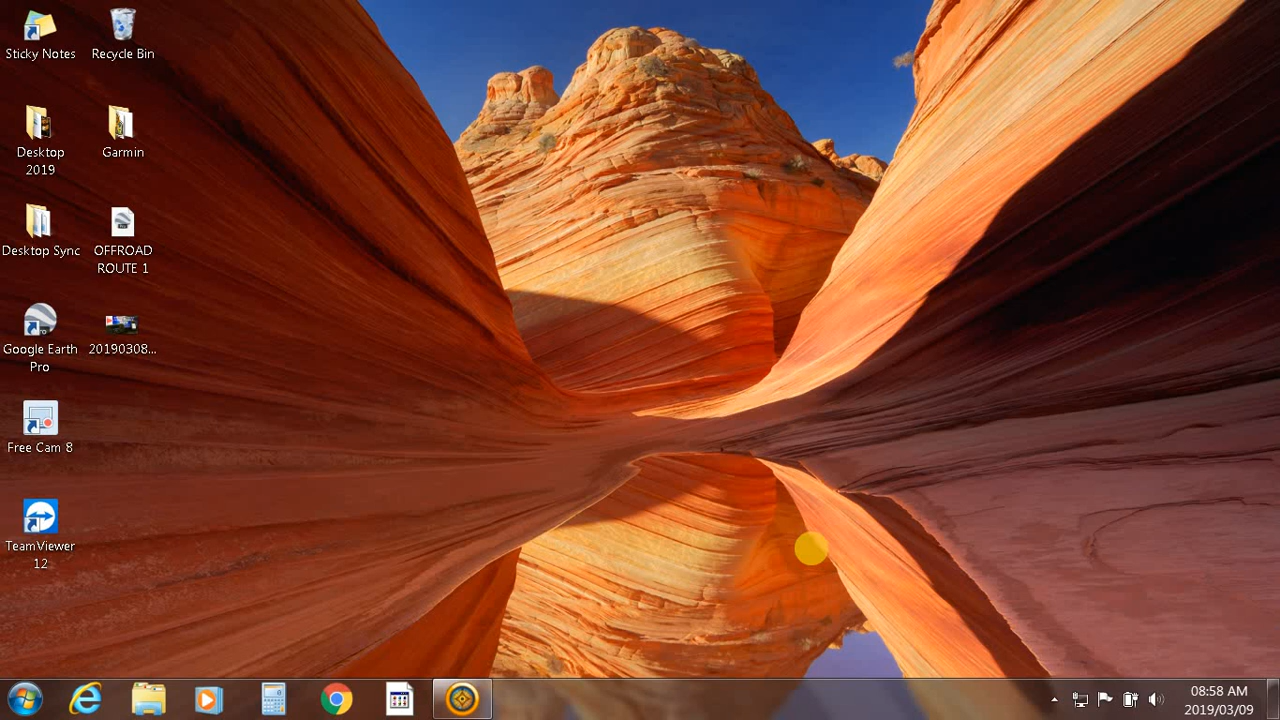 Sticky Notes
Recycle Bin
Desktop
2019
Garmin
Desktop Sync
OFFROAD
ROUTE 1
Google Earth
Pro
20190308...
Free Cam 8
TeamViewer
12
08:58 AM
2019/03/09